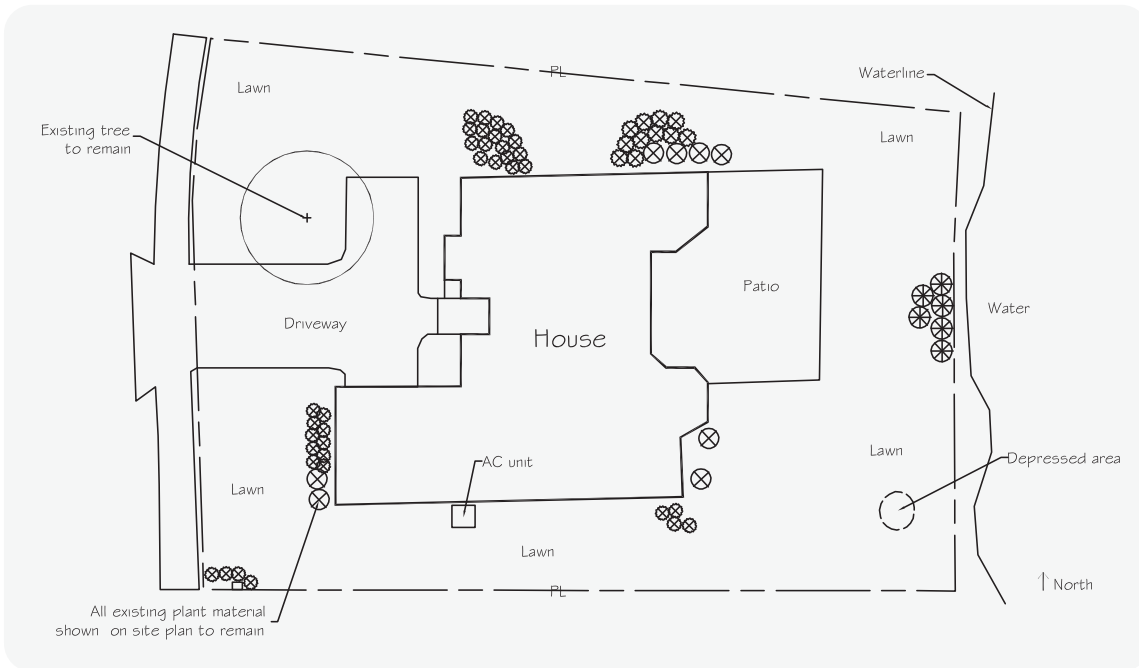 PL
Waterline
Lawn
Lawn
Existing tree
to remain
Patio
Water
Driveway
House
Lawn
Depressed area
AC unit
Lawn
Lawn
PL
North
All existing plant material
shown on site plan to remain